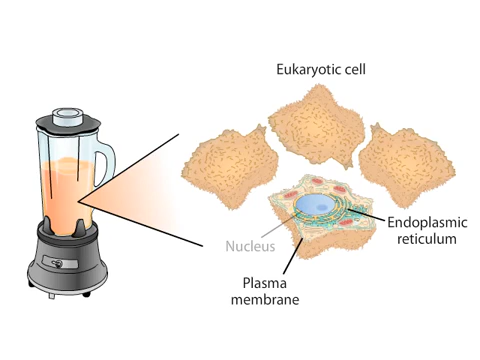 Eukaryotic cell
Endoplasmic
reticulum
Nucleus
Plasma
membrane